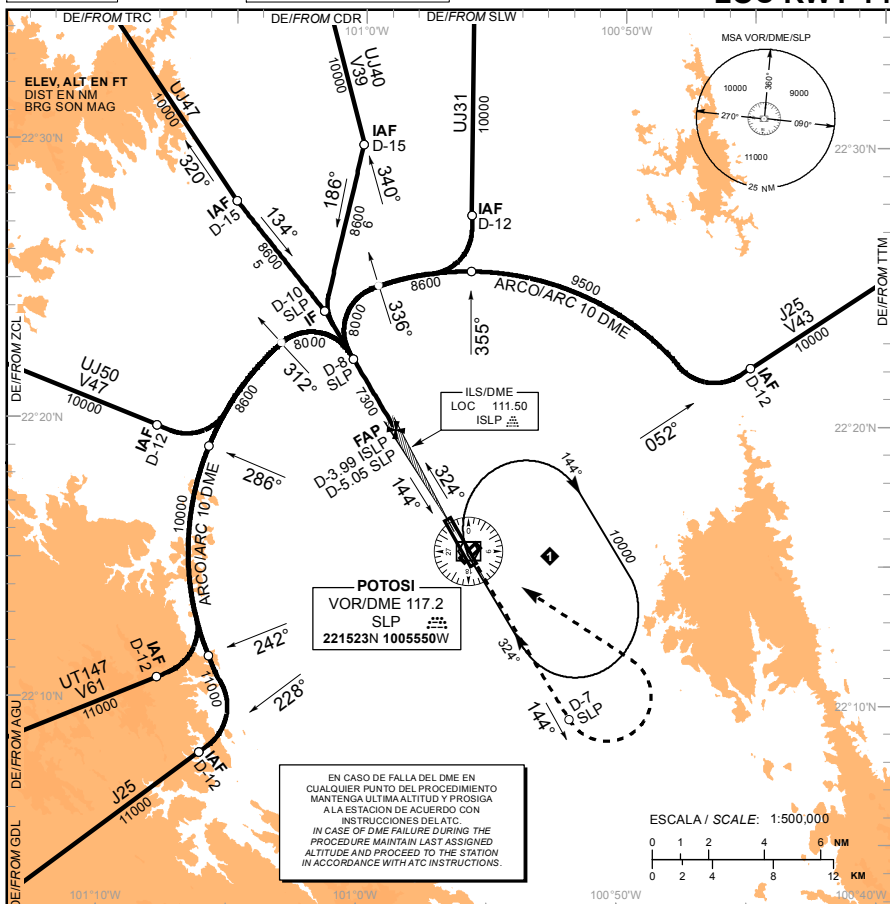 LOC RWY 14
DE/FROM TRC
DE/FROM CDR
101°0'W
DE/FROM SLW
100°50'W
ELEV, ALT EN FT
DIST EN NM
BRG SON MAG
22°30'N
22°30'N
MSA VOR/DME/SLP
360°
10000
9000
270°
090°
11000
25 NM
UJ47
10000
320°
IAF
D-15
134°
8600
5
UJ40
V39
10000
IAF
D-15
340°
186°
8600
6
UJ31
10000
IAF
D-12
D-10
SLP
IF
8000
8000
336°
8600
355°
9500
ARCO/ARC 10 DME
DE/FROM TTM
J25
V43
10000
IAF
D-12
052°
DE/FROM ZCL
UJ50
V47
10000
IAF
D-12
8600
312°
D-8
SLP
7300
22°20'N
22°20'N
ILS/DME
LOC 111.50
ISLP
FAP
D-3.99 ISLP
D-5.05 SLP
144°
324°
286°
10000
ARCO/ARC 10 DME
144°
10000
1
0
9
18
27
POTOSI
VOR/DME 117.2
SLP
221523N 1005550W
324°
144°
D-7
SLP
242°
228°
11000
UT147
V61
11000
IAF
D-12
22°10'N
22°10'N
DE/FROM AGU
J25
11000
IAF
D-12
DE/FROM GDL
EN CASO DE FALLA DEL DME EN
CUALQUIER PUNTO DEL PROCEDIMIENTO
MANTENGA ULTIMA ALTITUD Y PROSIGA
A LA ESTACION DE ACUERDO CON
INSTRUCCIONES DEL ATC.
IN CASE OF DME FAILURE DURING THE
PROCEDURE MAINTAIN LAST ASSIGNED
ALTITUDE AND PROCEED TO THE STATION
IN ACCORDANCE WITH ATC INSTRUCTIONS.
ESCALA / SCALE: 1:500,000
0 1 2 4 6 NM
0 2 4 8 12 KM
101°10'W
101°0'W
100°50'W
100°40'W